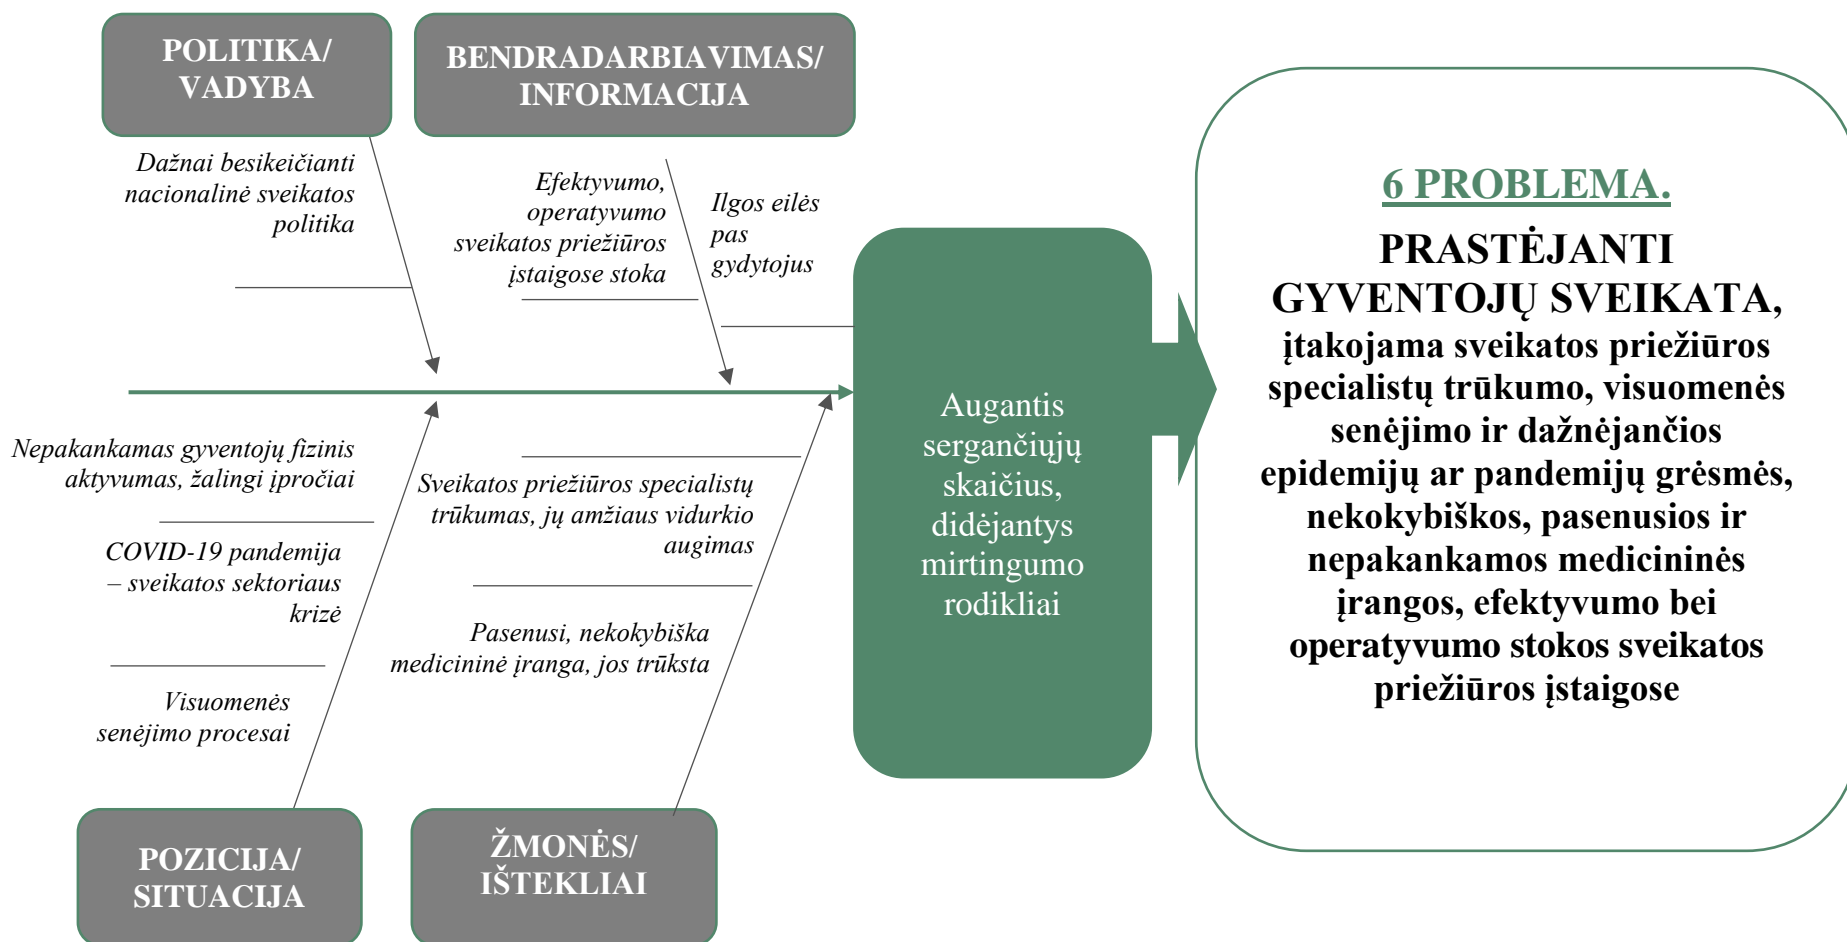 POLITIKA/
VADYBA
BENDRADARBIAVIMAS/
INFORMACIJA
Dažnai besikeičianti
nacionalinė sveikatos
politika
Efektyvumo,
operatyvumo
sveikatos priežiūros
įstaigose stoka
Ilgos eilės
pas
gydytojus
Nepakankamas gyventojų fizinis
aktyvumas, žalingi įpročiai
COVID-19 pandemija
– sveikatos sektoriaus
krizė
Visuomenės
senėjimo procesai
Sveikatos priežiūros specialistų
trūkumas, jų amžiaus vidurkio
augimas
Pasenusi, nekokybiška
medicininė įranga, jos trūksta
POZICIJA/
SITUACIJA
ŽMONĖS/
IŠTEKLIAI
Augantis
sergančiųjų
skaičius,
didėjantys
mirtingumo
rodikliai
6 PROBLEMA.
PRASTĖJANTI
GYVENTOJŲ SVEIKATA,
įtakojama sveikatos priežiūros
specialistų trūkumo, visuomenės
senėjimo ir dažnėjančios
epidemijų ar pandemijų grėsmės,
nekokybiškos, pasenusios ir
nepakankamos medicininės
įrangos, efektyvumo bei
operatyvumo stokos sveikatos
priežiūros įstaigose